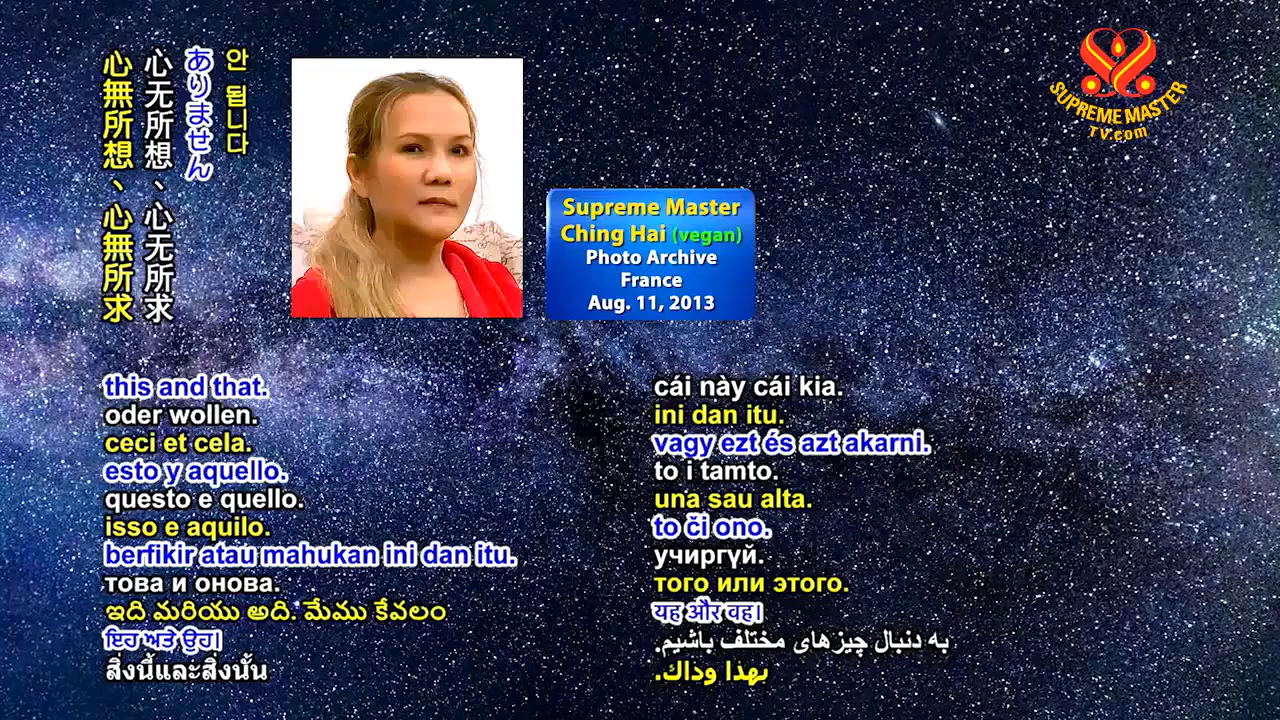 안 됩니다
ありません
心无所想、心无所求
心無所想、心無所求
SUPREME MASTER
TV.com
Supreme Master
Ching Hai (vegan)
Photo Archive
France
Aug. 11, 2013
this and that.
oder wollen.
ceci et cela.
esto y aquello.
questo e quello.
isso e aquilo.
berfikir atau mahukan ini dan itu.
това и онова.
ఇది మరియు అది. మేము కేవలం
ਇਹ ਅਤੇ ਉਹ।
สิ่งนี้และสิ่งนั้น
cái này cái kia.
ini dan itu.
vagy ezt és azt akarni.
to i tamto.
una sau alta.
to či ono.
учиргүй.
того или этого.
यह और वह।
به دنبال چیزهای مختلف باشیم.
بهذا وذاك.